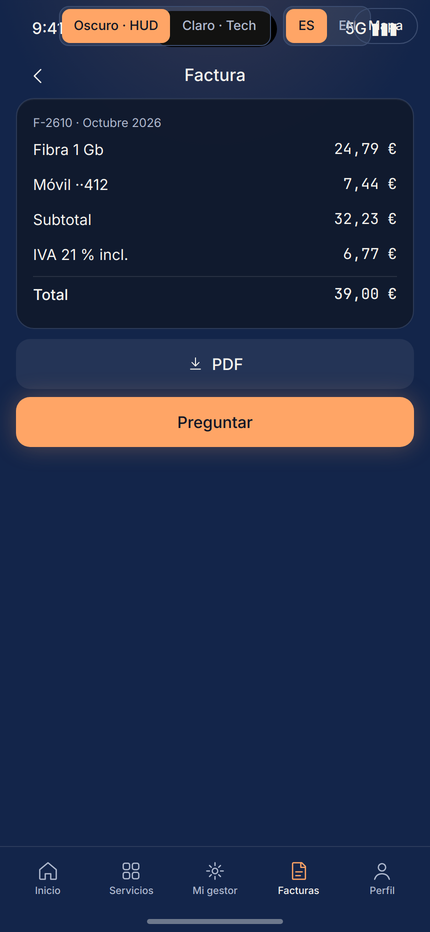 9:41 Oscuro · HUD Claro · Tech ES EN 5G Mapa
Factura
F-2610 · Octubre 2026
Fibra 1 Gb 24,79 €
Móvil ··412 7,44 €
Subtotal 32,23 €
IVA 21 % incl. 6,77 €
Total 39,00 €
PDF
Preguntar
Inicio Servicios Mi gestor Facturas Perfil